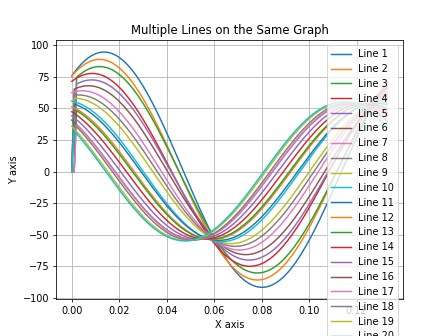 Multiple Lines on the Same Graph
100
75
50
25
0
−25
−50
−75
−100
Y axis
0.00
0.02
0.04
0.06
0.08
0.10
X axis
Line 1
Line 2
Line 3
Line 4
Line 5
Line 6
Line 7
Line 8
Line 9
Line 10
Line 11
Line 12
Line 13
Line 14
Line 15
Line 16
Line 17
Line 18
Line 19
Line 20